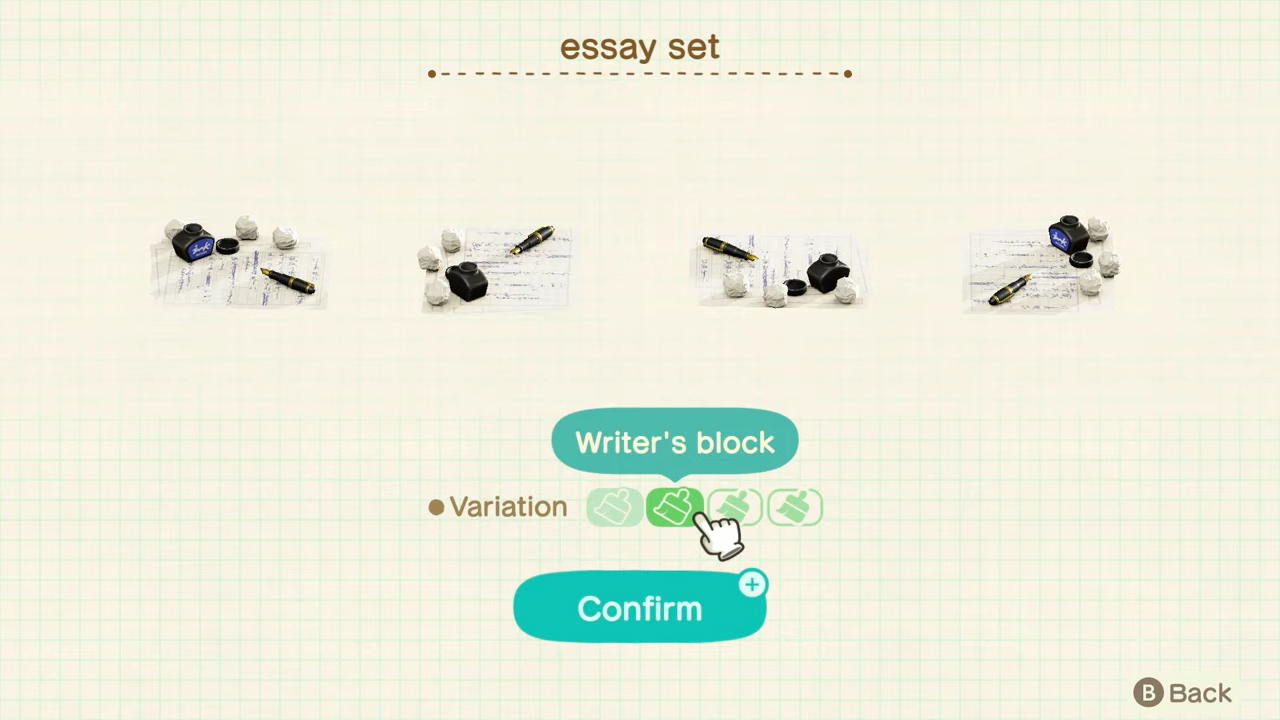 essay set
Writer's block
Variation
Confirm
B Back